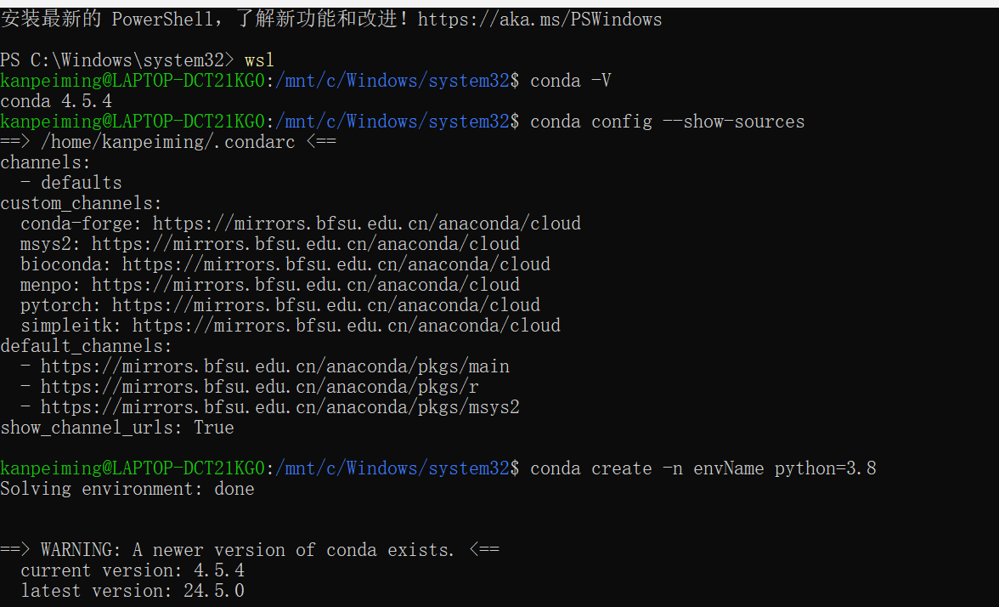 安装最新的 PowerShell，了解新功能和改进！https://aka.ms/PSWindows
PS C:\Windows\system32> wsl
kanpeiming@LAPTOP-DCT21KG0:/mnt/c/Windows/system32$ conda -V
conda 4.5.4
kanpeiming@LAPTOP-DCT21KG0:/mnt/c/Windows/system32$ conda config --show-sources
==> /home/kanpeiming/.condarc <==
channels:
  - defaults
custom_channels:
  conda-forge: https://mirrors.bfsu.edu.cn/anaconda/cloud
  msys2: https://mirrors.bfsu.edu.cn/anaconda/cloud
  bioconda: https://mirrors.bfsu.edu.cn/anaconda/cloud
  menpo: https://mirrors.bfsu.edu.cn/anaconda/cloud
  pytorch: https://mirrors.bfsu.edu.cn/anaconda/cloud
  simpleitk: https://mirrors.bfsu.edu.cn/anaconda/cloud
default_channels:
  - https://mirrors.bfsu.edu.cn/anaconda/pkgs/main
  - https://mirrors.bfsu.edu.cn/anaconda/pkgs/r
  - https://mirrors.bfsu.edu.cn/anaconda/pkgs/msys2
show_channel_urls: True
kanpeiming@LAPTOP-DCT21KG0:/mnt/c/Windows/system32$ conda create -n envName python=3.8
Solving environment: done
==> WARNING: A newer version of conda exists. <==
  current version: 4.5.4
  latest version: 24.5.0